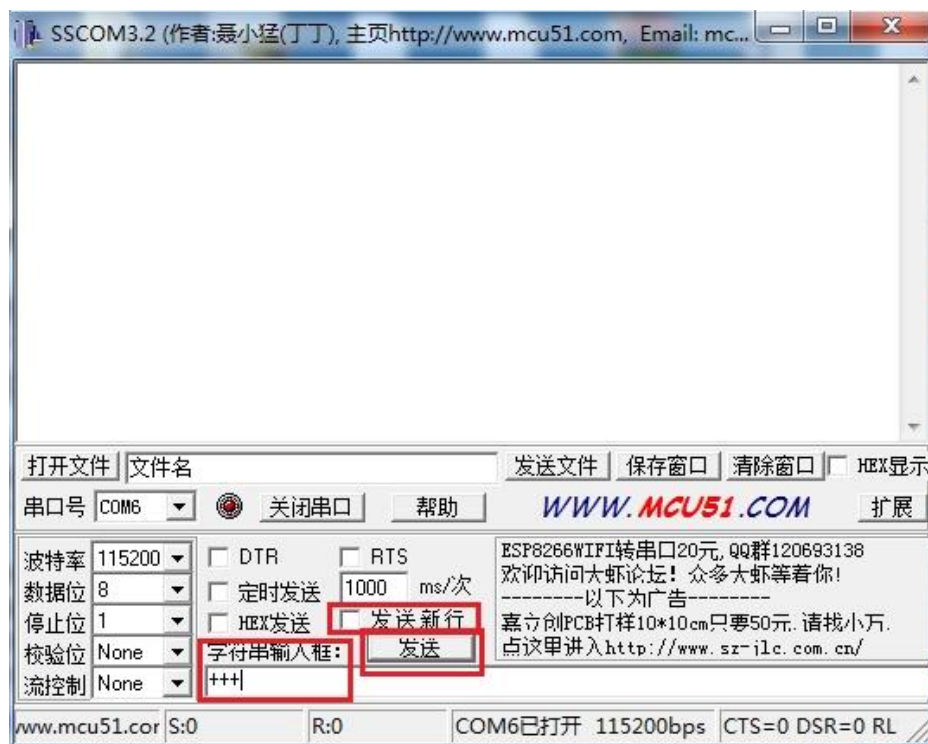 SSCOM3.2 (作者:聂小猛(丁丁), 主页http://www.mcu51.com, Email: mc...
打开文件 文件名 发送文件 保存窗口 清除窗口 HEX显示
串口号 COM6 关闭串口 帮助 WWW.MCU51.COM 扩展
波特率 115200 DTR RTS
数据位 8 定时发送 1000 ms/次
停止位 1 HEX发送 发送新行
校验位 None 字符串输入框: 发送
流控制 None +++
ESP8266WIFI转串口20元,QQ群120693138
欢迎访问大虾论坛! 众多大虾等着你!
--------以下为广告--------
嘉立创PCB打样10*10cm只要50元.请找小万.
点这里进入http://www.sz-jlc.com.cn/
www.mcu51.cor S:0 R:0 COM6已打开 115200bps CTS=0 DSR=0 RL